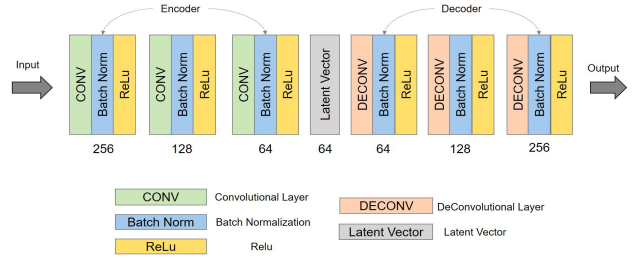 Encoder
Decoder
Input
Output
CONV
Batch Norm
ReLu
CONV
Batch Norm
ReLu
CONV
Batch Norm
ReLu
Latent Vector
DECONV
Batch Norm
ReLu
DECONV
Batch Norm
ReLu
DECONV
Batch Norm
ReLu
256
128
64
64
64
128
256
CONV Convolutional Layer
Batch Norm Batch Normalization
ReLu Relu
DECONV DeConvolutional Layer
Latent Vector Latent Vector